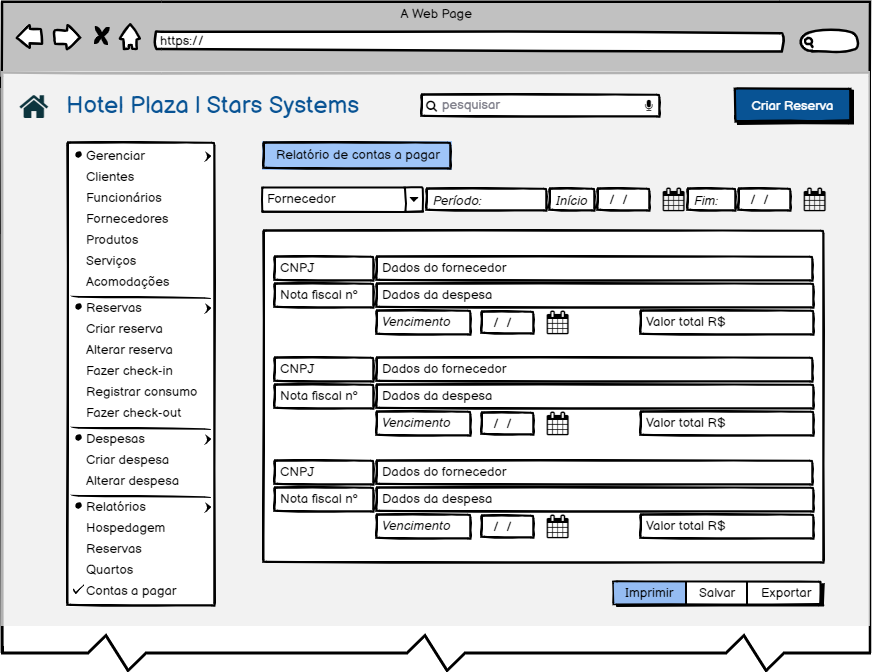 A Web Page
https://
Hotel Plaza | Stars Systems
pesquisar
Criar Reserva
Gerenciar
Clientes
Funcionários
Fornecedores
Produtos
Serviços
Acomodações
Reservas
Criar reserva
Alterar reserva
Fazer check-in
Registrar consumo
Fazer check-out
Despesas
Criar despesa
Alterar despesa
Relatórios
Hospedagem
Reservas
Quartos
Contas a pagar
Relatório de contas a pagar
Fornecedor Período: Início / / Fim: / /
CNPJ Dados do fornecedor
Nota fiscal nº Dados da despesa
Vencimento / / Valor total R$
CNPJ Dados do fornecedor
Nota fiscal nº Dados da despesa
Vencimento / / Valor total R$
CNPJ Dados do fornecedor
Nota fiscal nº Dados da despesa
Vencimento / / Valor total R$
Imprimir Salvar Exportar